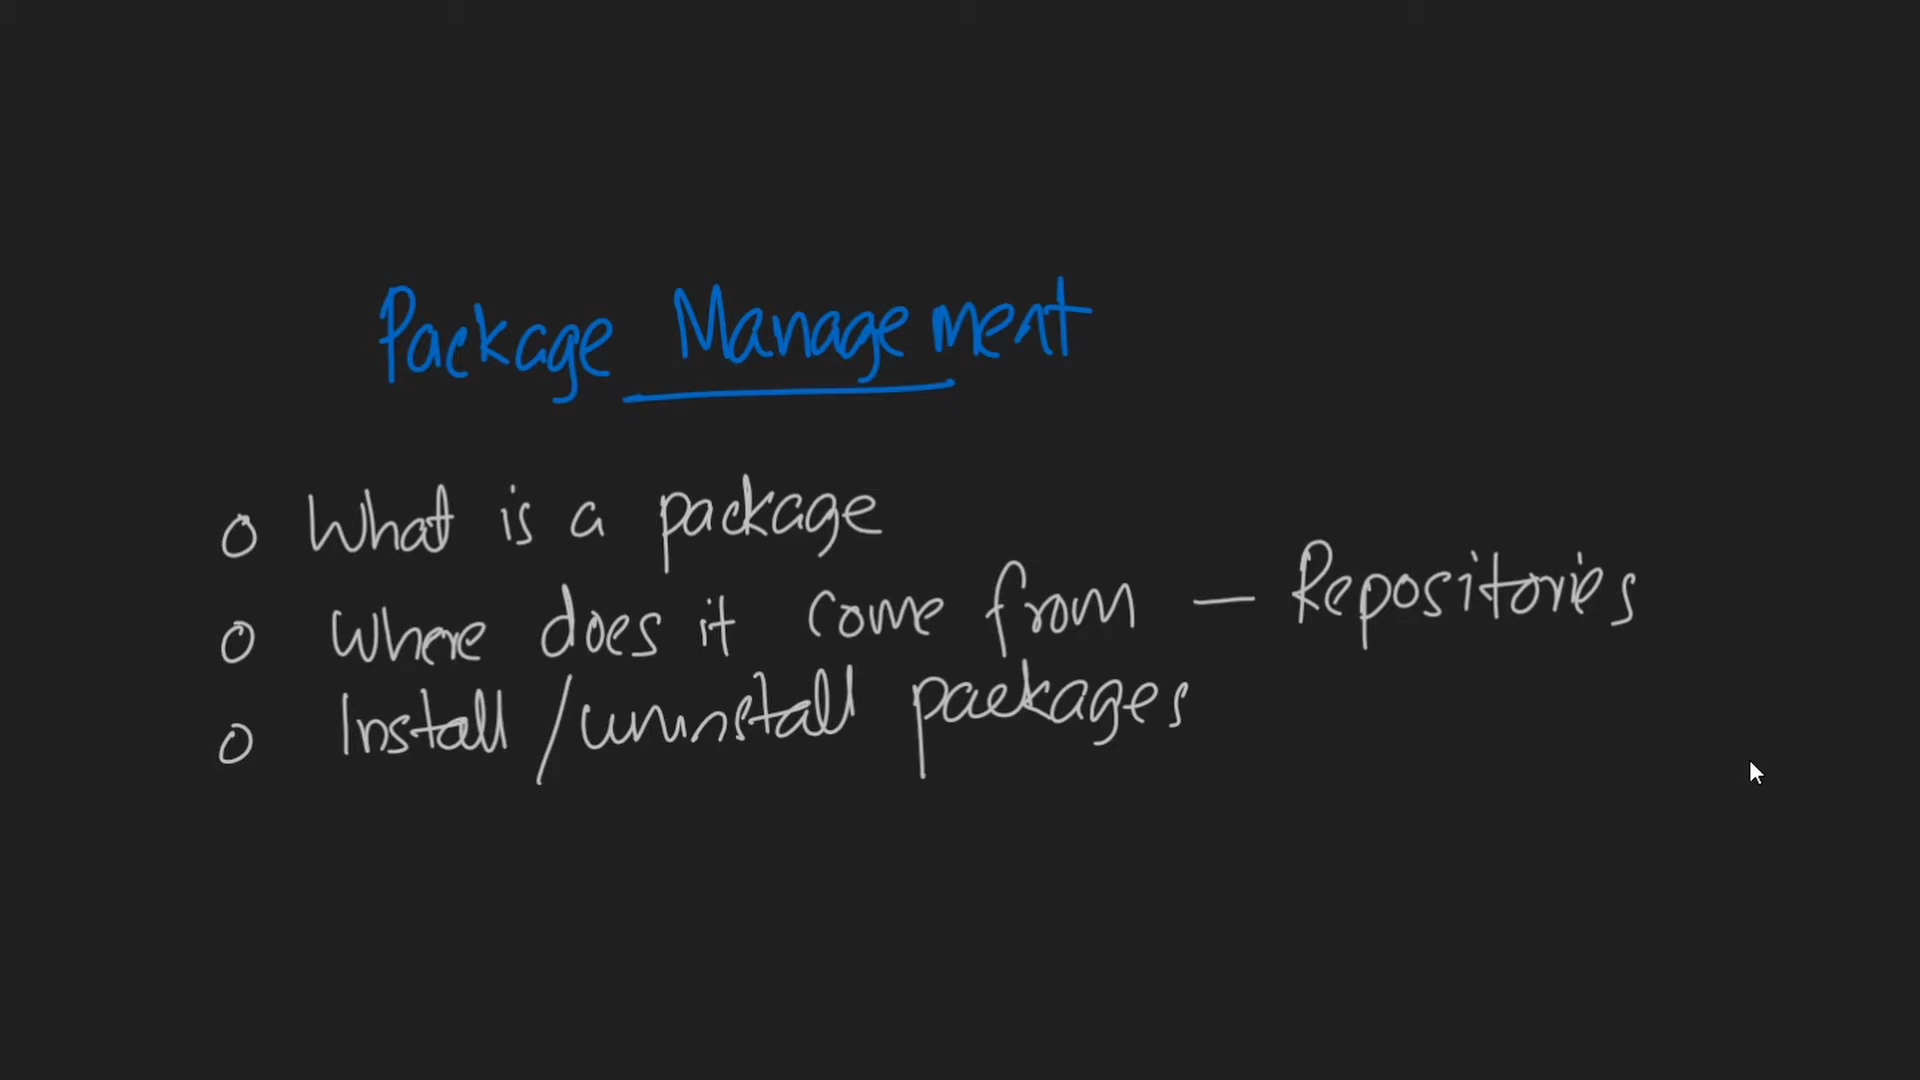 Package Management
o What is a package
o Where does it come from — Repositories
o Install / uninstall packages